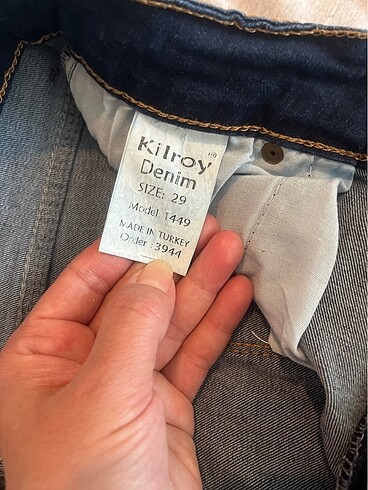 Kilroy®
Denim
SIZE: 29
Model 1449
MADE IN TURKEY
Order :3944